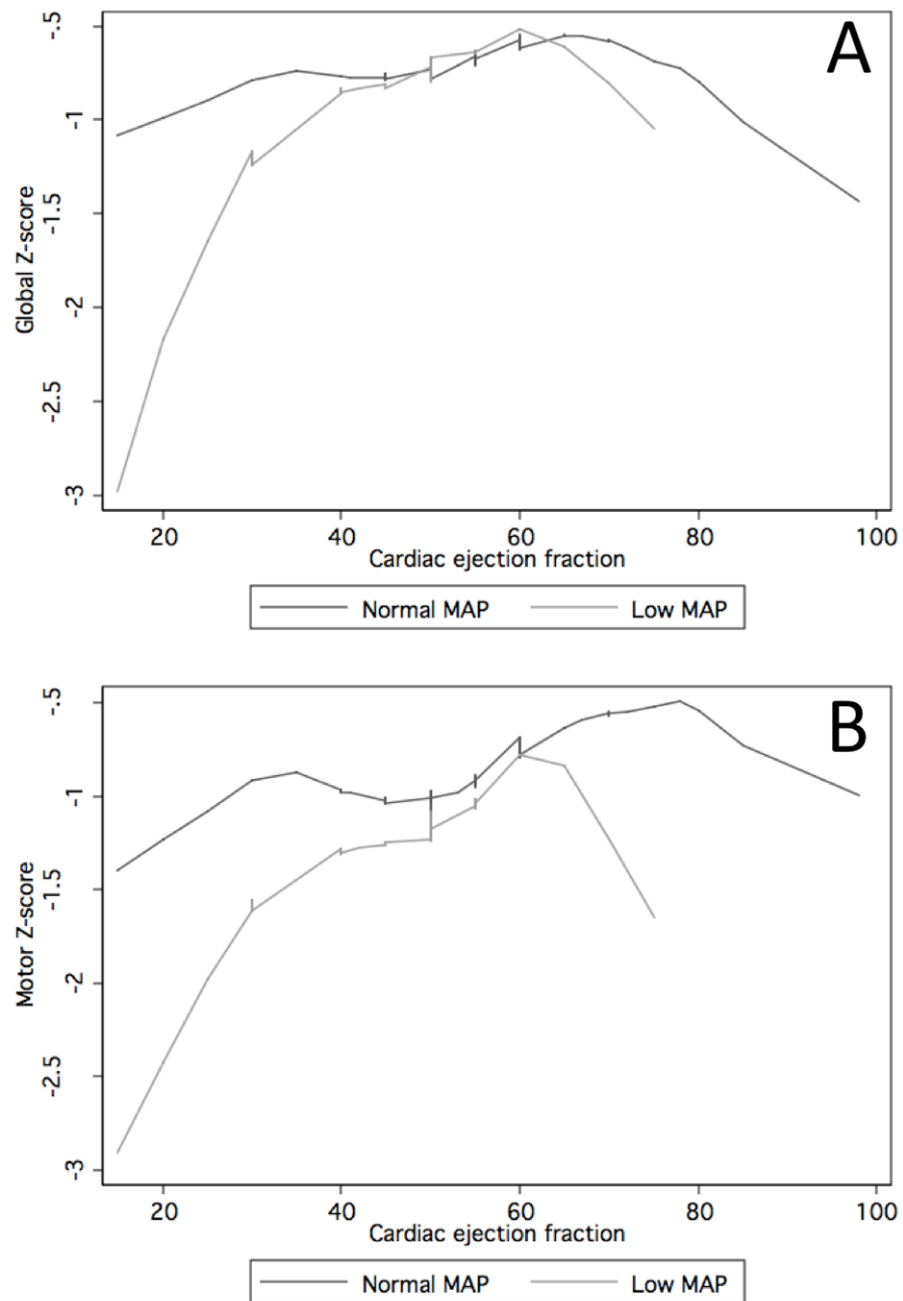 A
-.5
-1
-1.5
-2
-2.5
-3
Global Z-score
20 40 60 80 100
Cardiac ejection fraction
Normal MAP Low MAP
B
-.5
-1
-1.5
-2
-2.5
-3
Motor Z-score
20 40 60 80 100
Cardiac ejection fraction
Normal MAP Low MAP